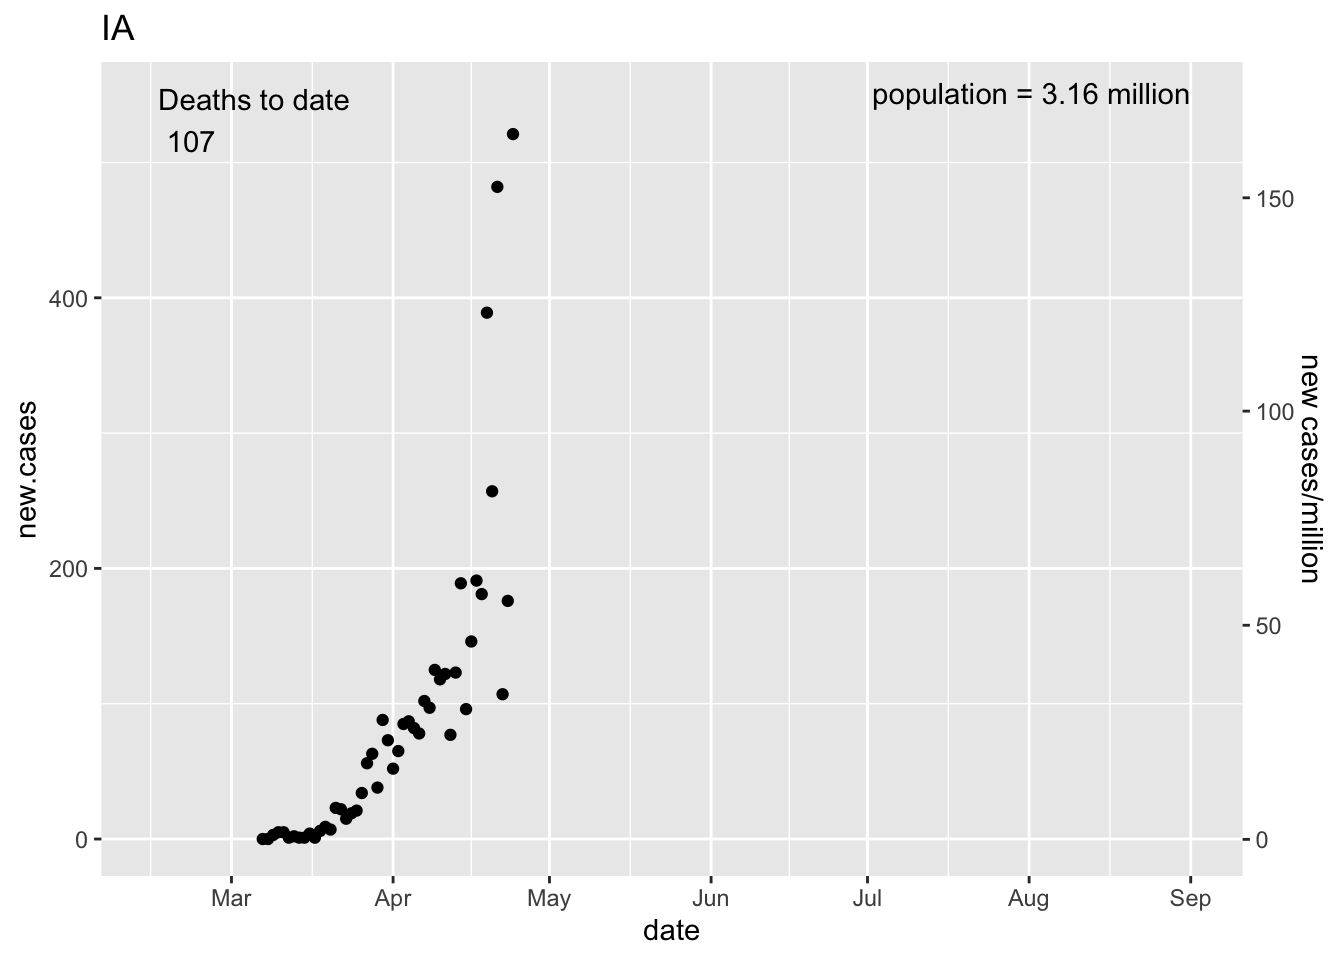 IA
Deaths to date
107
population = 3.16 million
new.cases
400
200
0
150
100
50
0
new cases/million
Mar Apr May Jun Jul Aug Sep
date